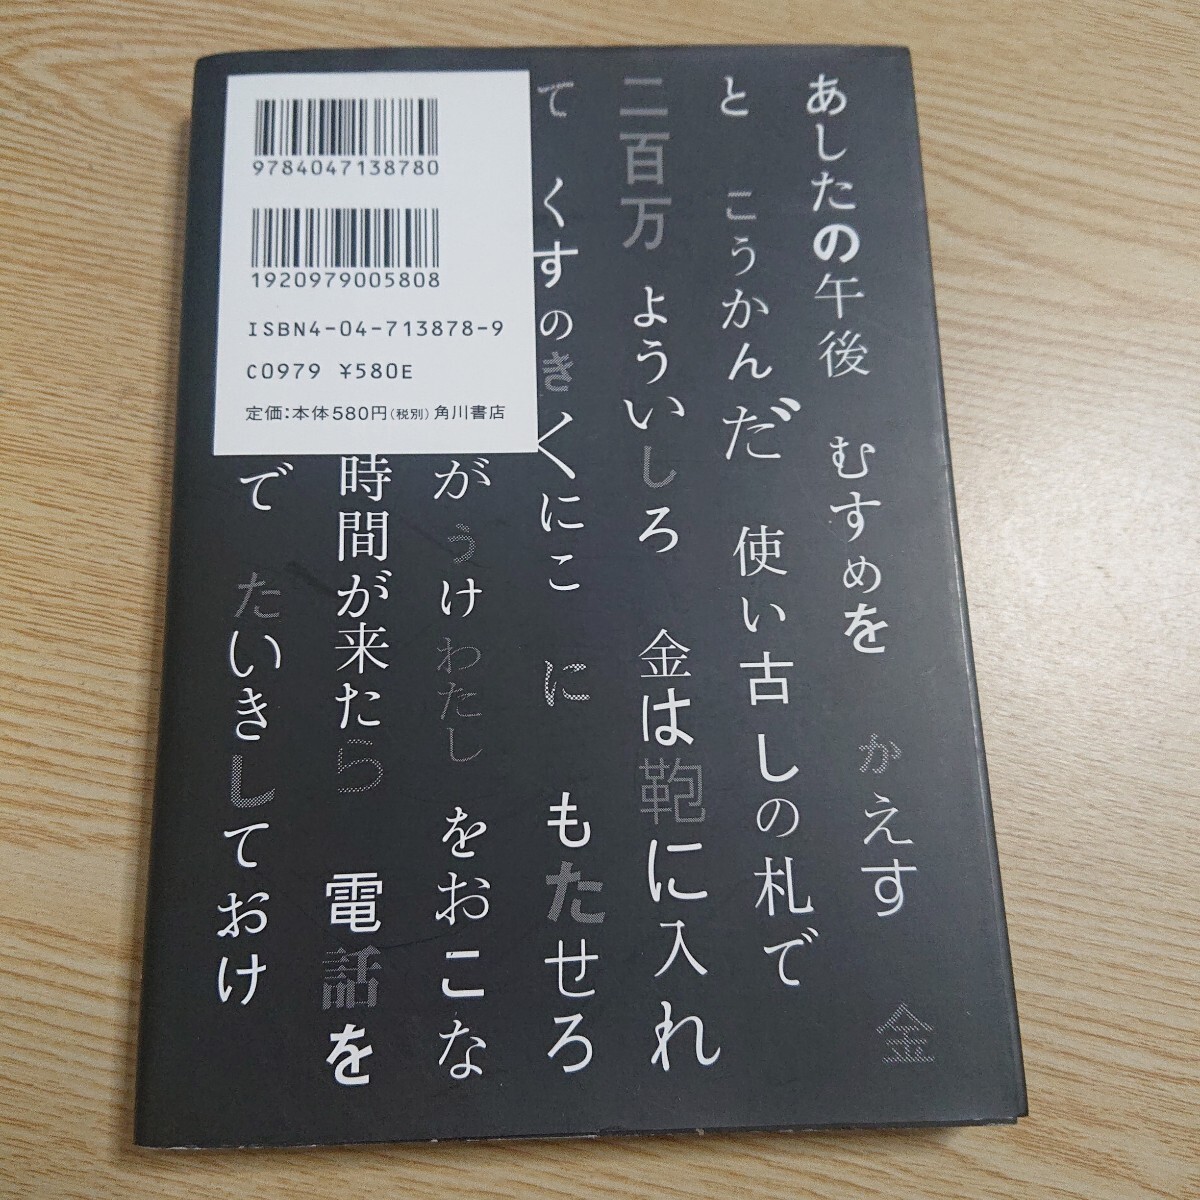 9784047138780
1920979005808
ISBN4-04-713878-9
C0979 ¥580E
定価:本体580円(税別)角川書店
あしたの午後 むすめを かえす 金
と こうかんだ 使い古しの札で
二百万 よういしろ 金は鞄に入れ
て くすのきくにこ に もたせろ
が うけわたし をおこな
時間が来たら 電話を
で たいきしておけ